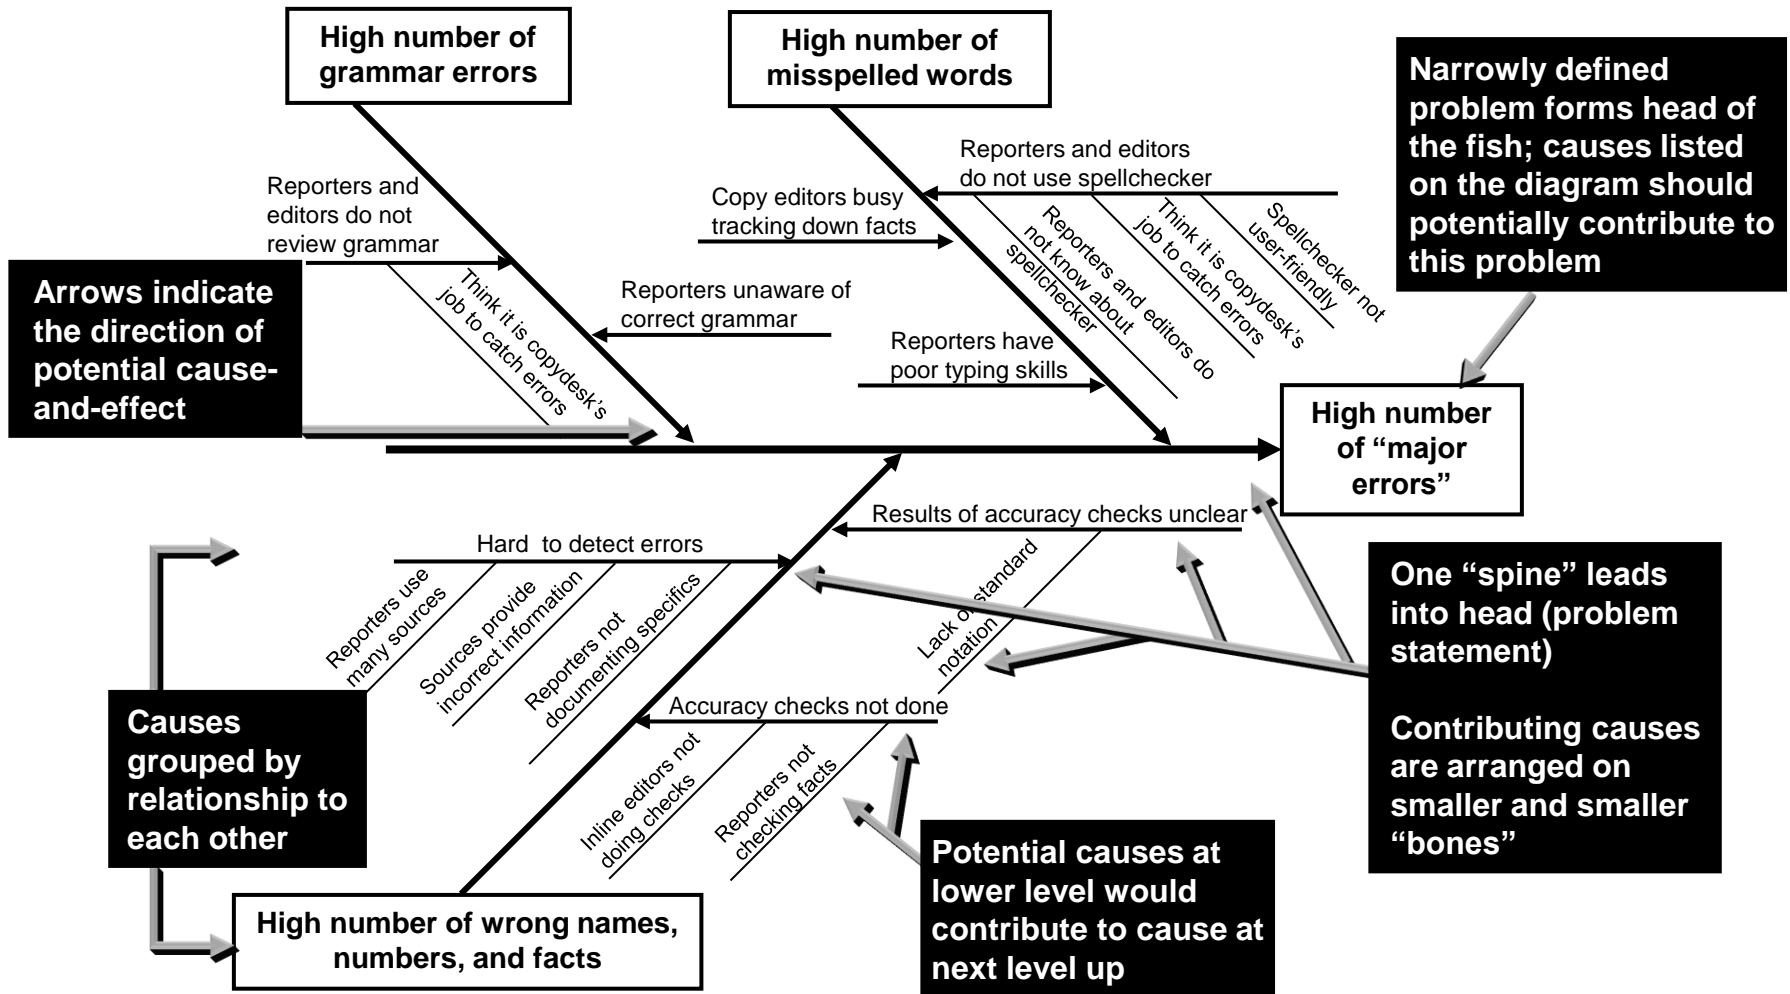 High number of
grammar errors
High number of
misspelled words
Narrowly defined
problem forms head of
the fish; causes listed
on the diagram should
potentially contribute to
this problem
Reporters and
editors do not
review grammar
Think it is copydesk's
job to catch errors
Reporters unaware of
correct grammar
Copy editors busy
tracking down facts
Reporters and editors
do not use spellchecker
Reporters and editors do
not know about
spellchecker
Think it is copydesk's
job to catch errors
Spellchecker not
user-friendly
Reporters have
poor typing skills
Arrows indicate
the direction of
potential cause-
and-effect
High number
of “major
errors”
Results of accuracy checks unclear
Lack of standard
notation
Hard to detect errors
Reporters use
many sources
Sources provide
incorrect information
Reporters not
documenting specifics
Accuracy checks not done
Inline editors not
doing checks
Reporters not
checking facts
One “spine” leads
into head (problem
statement)
Contributing causes
are arranged on
smaller and smaller
“bones”
Causes
grouped by
relationship to
each other
Potential causes at
lower level would
contribute to cause at
next level up
High number of wrong names,
numbers, and facts